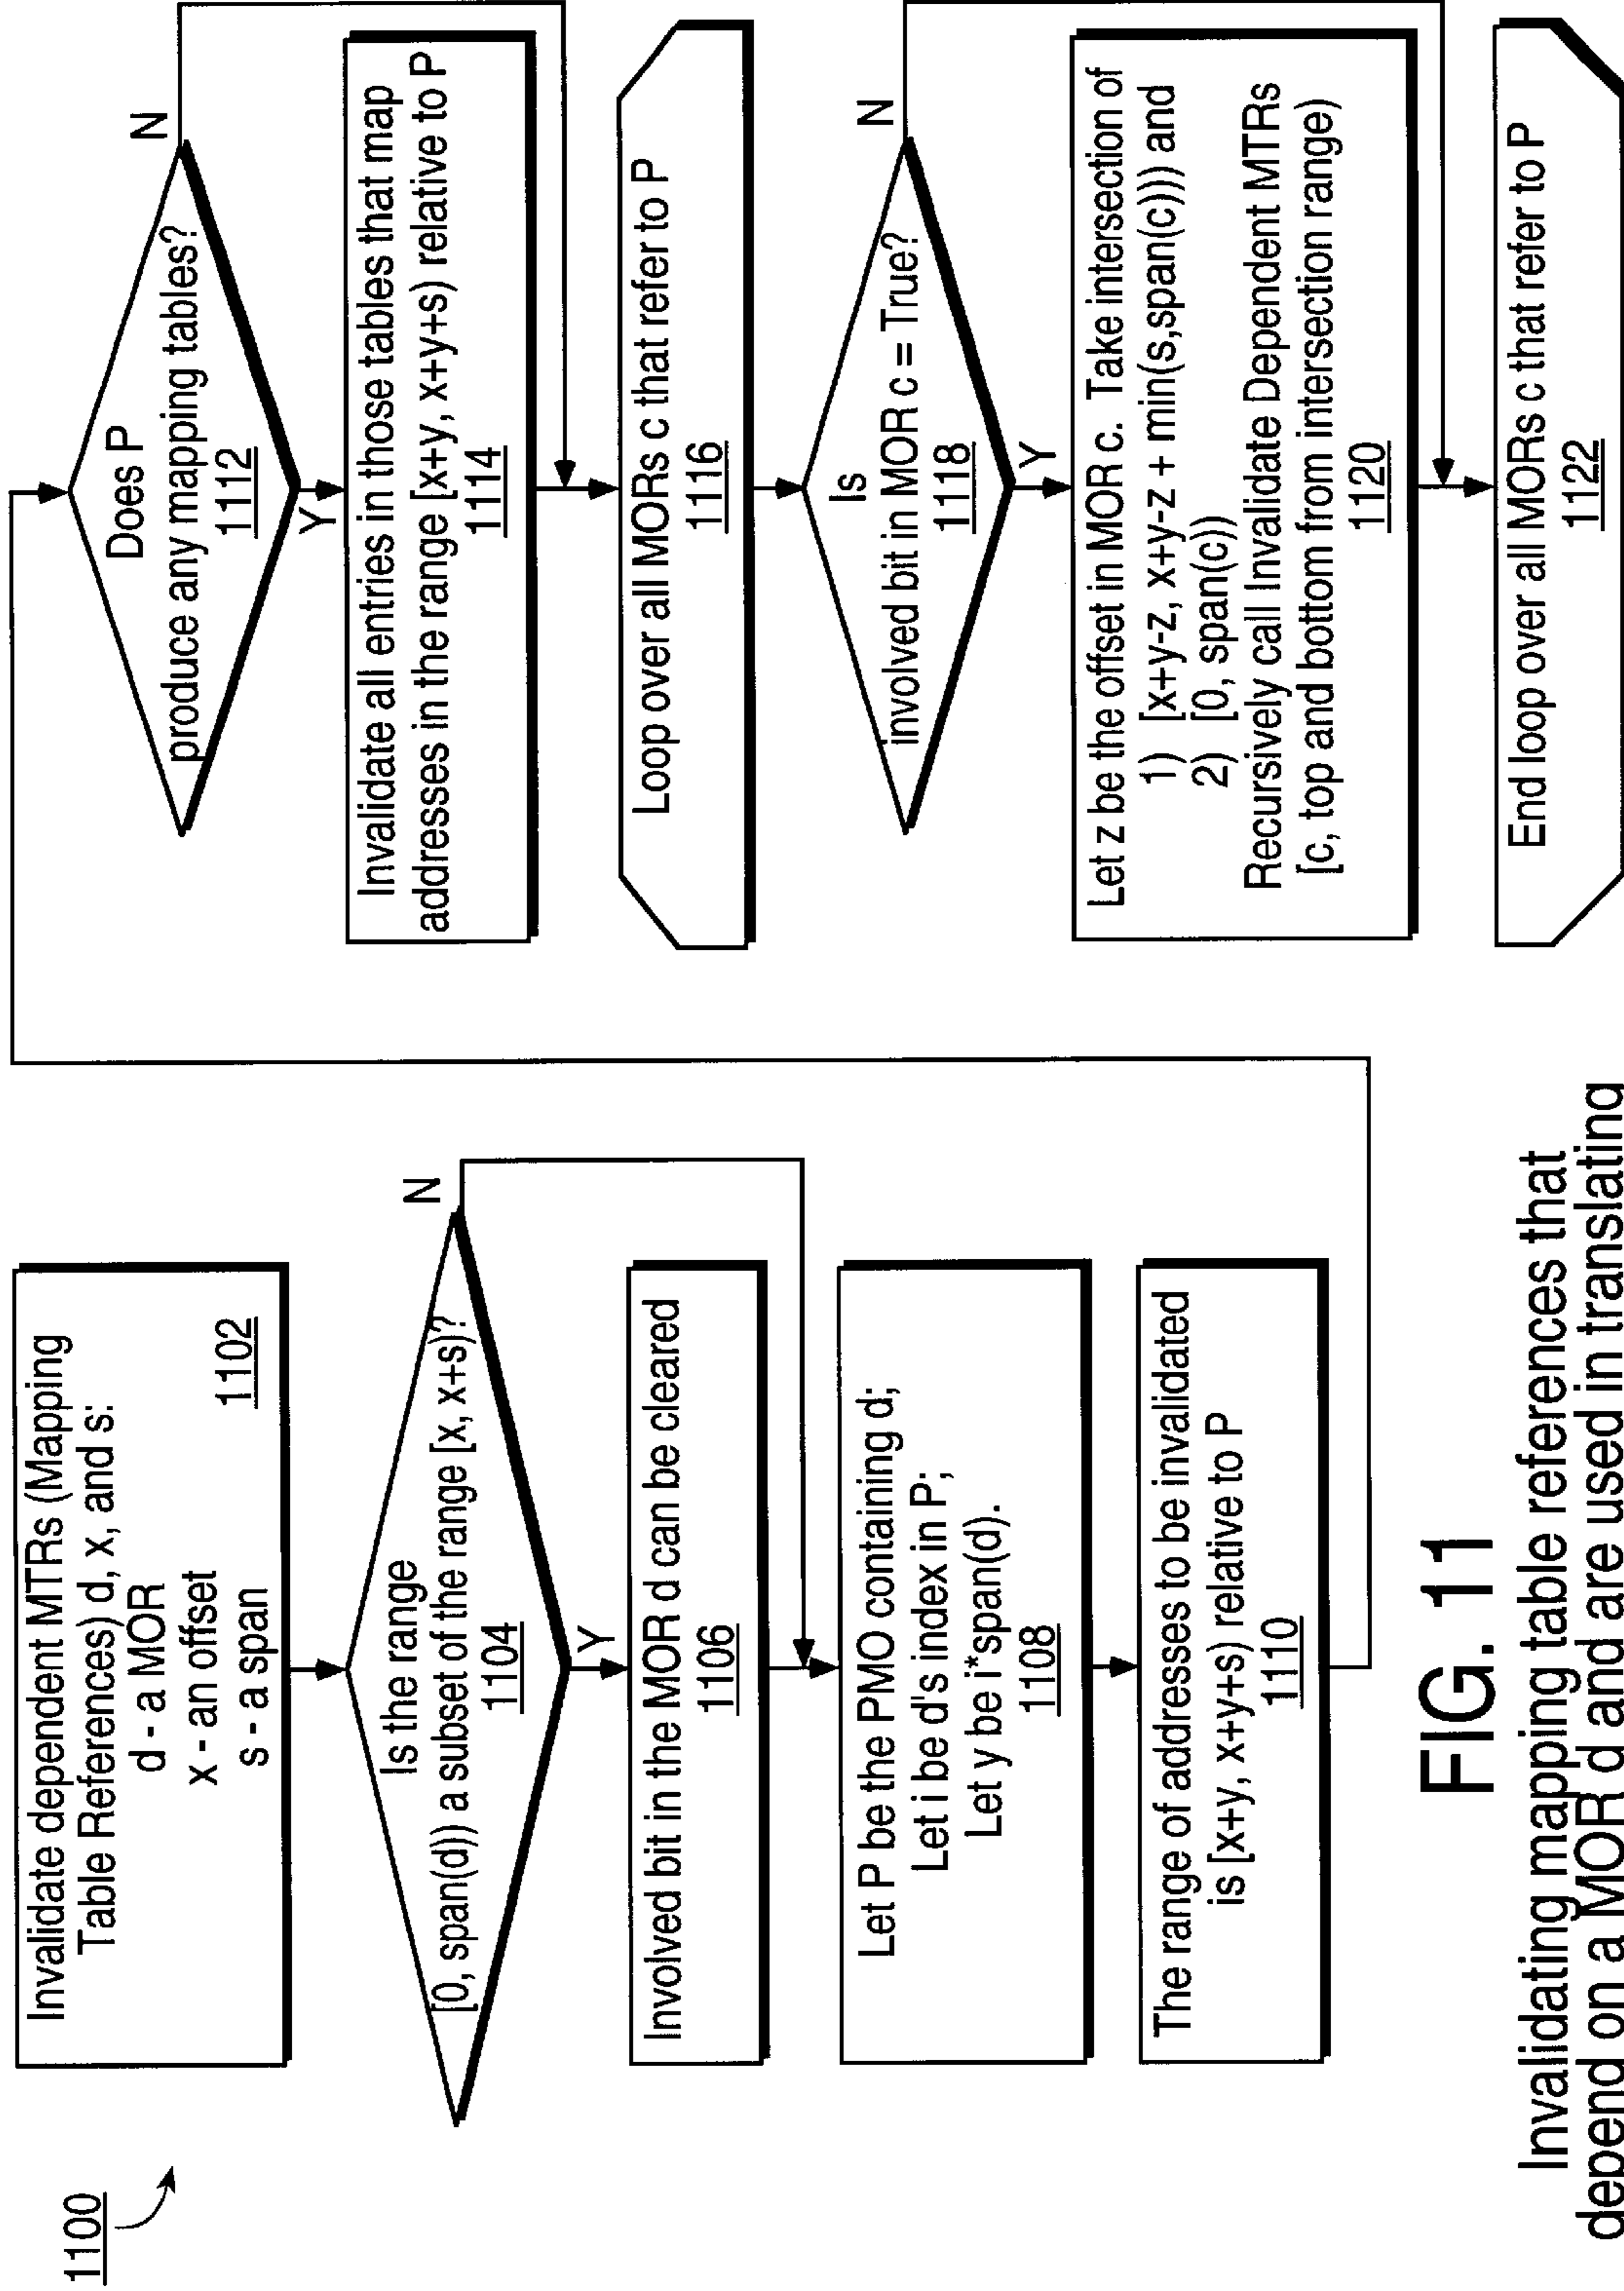 1100
Invalidate dependent MTRs (Mapping
Table References) d, x, and s:
d - a MOR
x - an offset
s - a span
1102
Is the range
[0, span(d)) a subset of the range [x, x+s)?
1104
N
Y
Involved bit in the MOR d can be cleared
1106
Let P be the PMO containing d;
Let i be d's index in P;
Let y be i*span(d).
1108
The range of addresses to be invalidated
is [x+y, x+y+s) relative to P
1110
Does P
produce any mapping tables?
1112
N
Y
Invalidate all entries in those tables that map
addresses in the range [x+y, x+y+s) relative to P
1114
Loop over all MORs c that refer to P
1116
Is
involved bit in MOR c = True?
1118
N
Y
Let z be the offset in MOR c. Take intersection of
1) [x+y-z, x+y-z + min(s,span(c))) and
2) [0, span(c))
Recursively call Invalidate Dependent MTRs
[c, top and bottom from intersection range)
1120
End loop over all MORs c that refer to P
1122
FIG. 11
Invalidating mapping table references that
depend on a MOR d and are used in translating